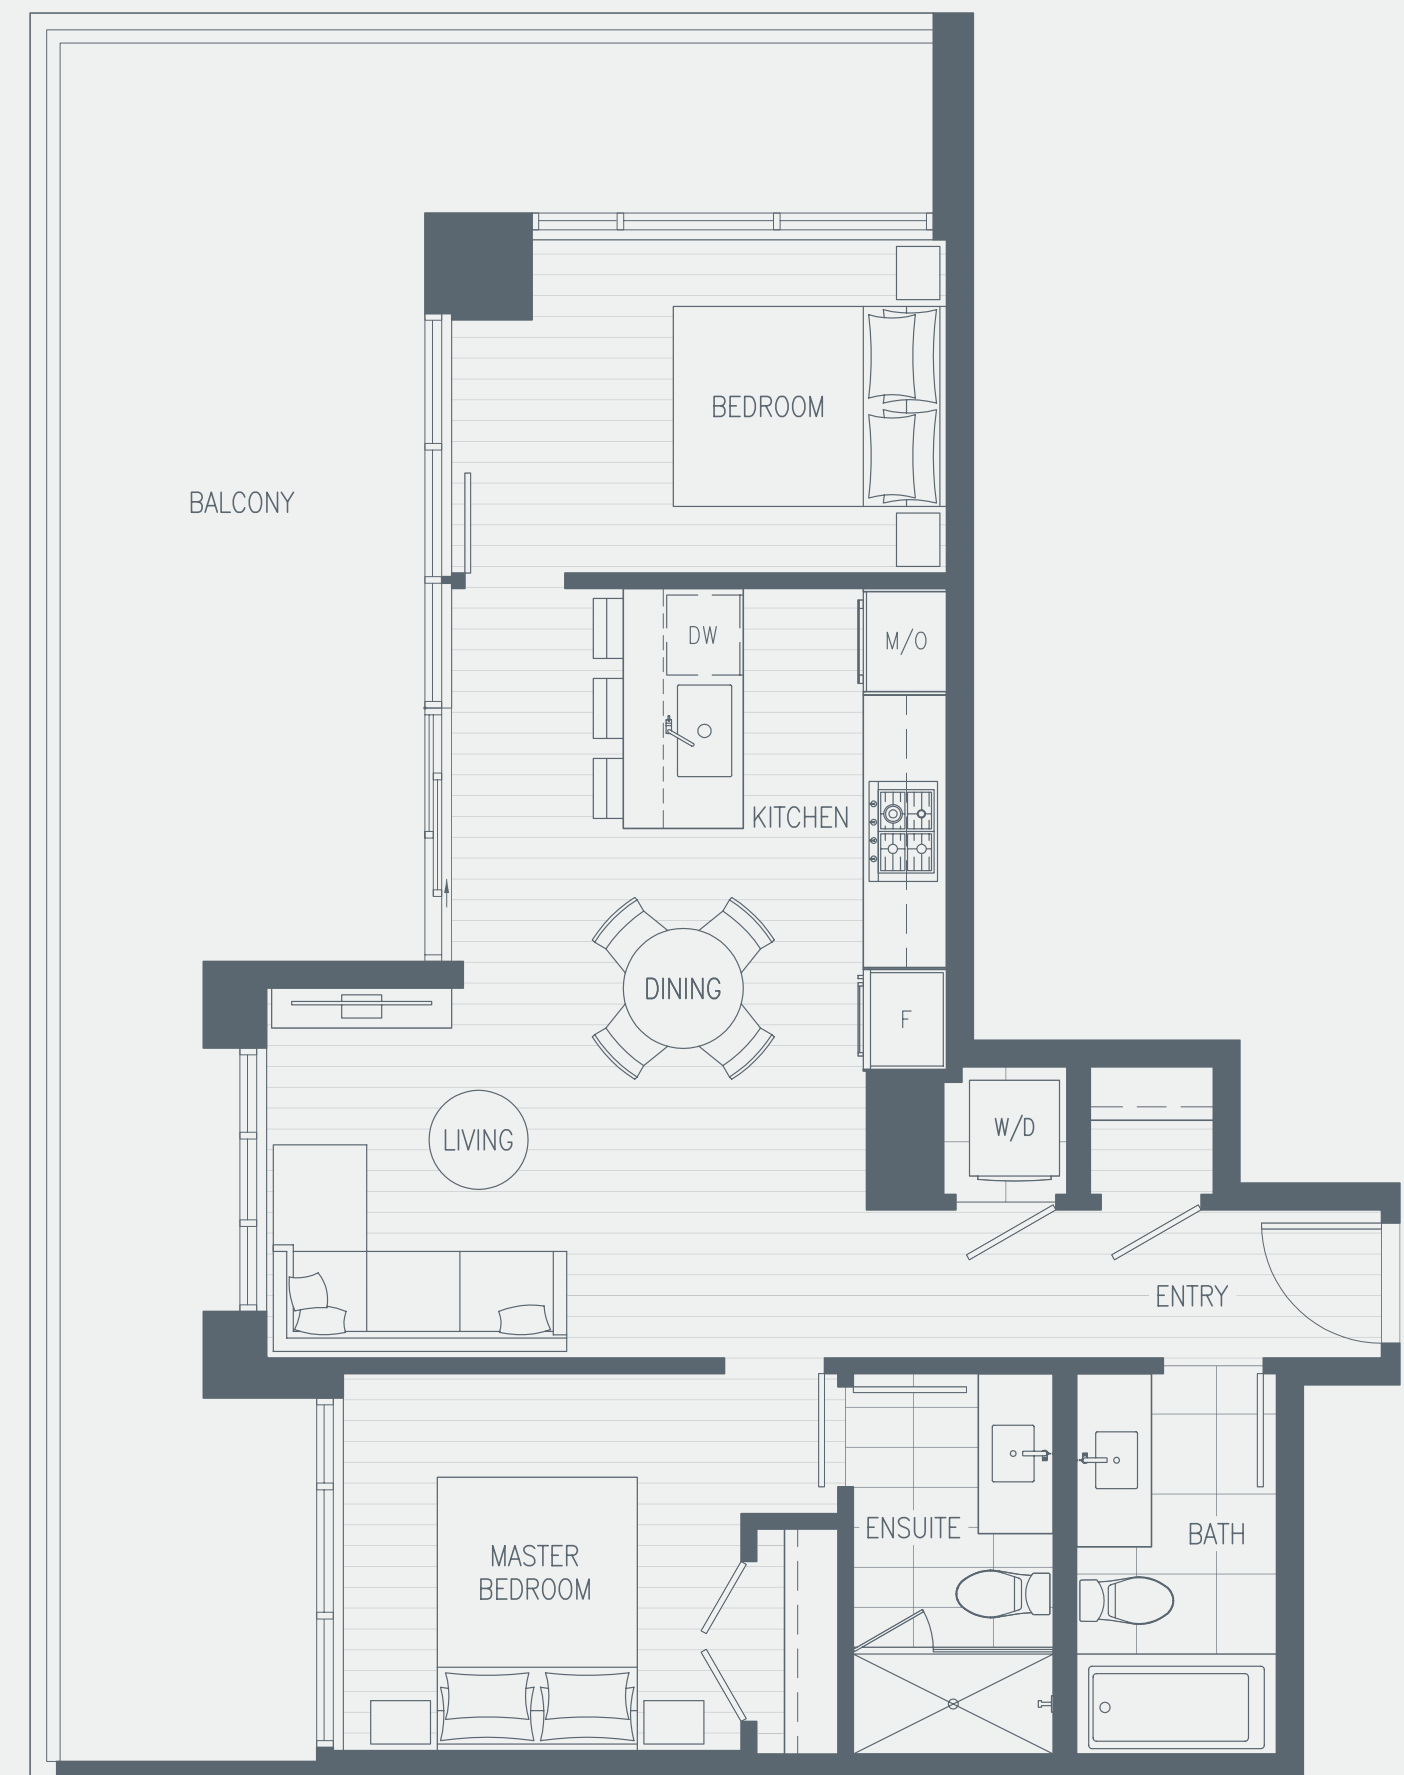 BEDROOM
BALCONY
DW
M/O
KITCHEN
DINING
F
W/D
LIVING
ENTRY
ENSUITE
BATH
MASTER
BEDROOM